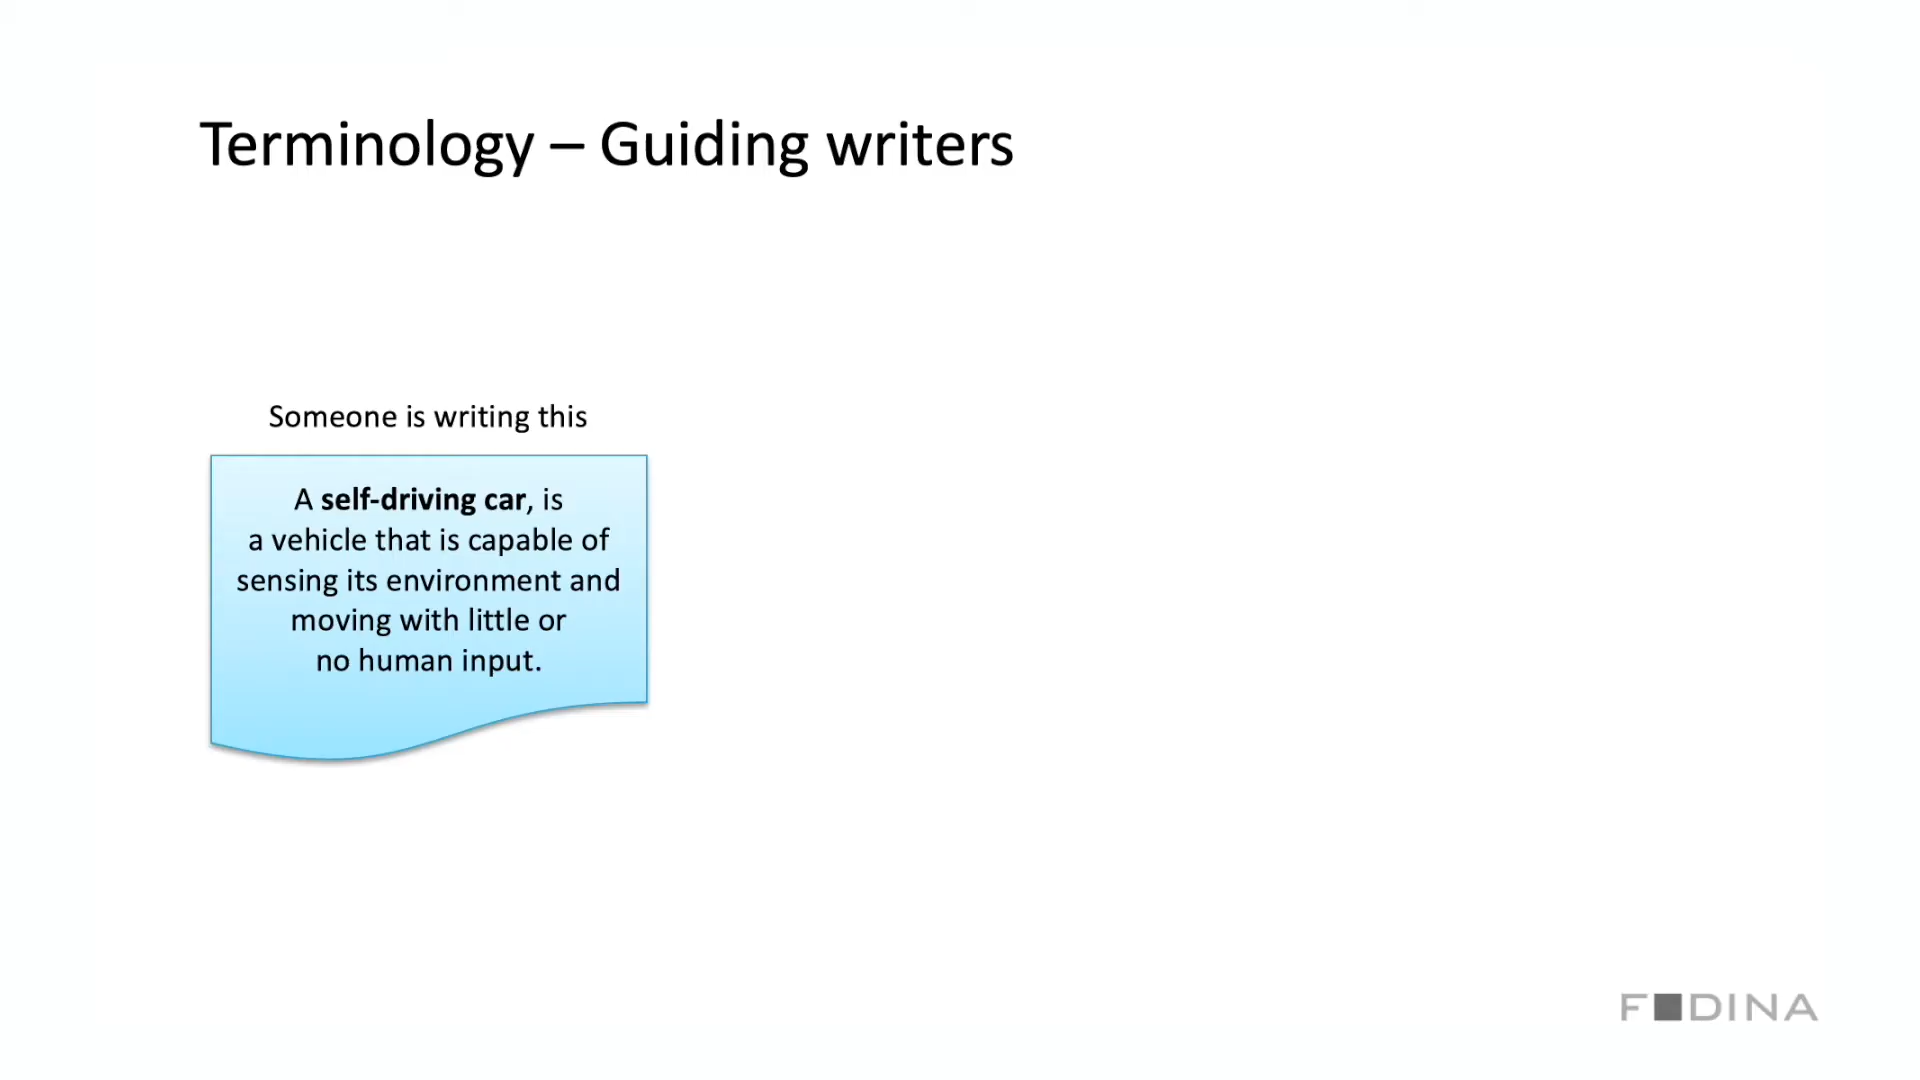 Terminology – Guiding writers
Someone is writing this
A self-driving car, is
a vehicle that is capable of
sensing its environment and
moving with little or
no human input.
F■DINA